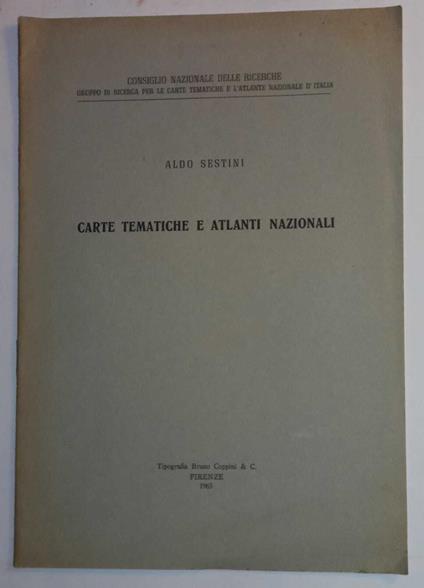 CONSIGLIO NAZIONALE DELLE RICERCHE
GRUPPO DI RICERCA PER LE CARTE TEMATICHE E L'ATLANTE NAZIONALE D'ITALIA
ALDO SESTINI
CARTE TEMATICHE E ATLANTI NAZIONALI
Tipografia Bruno Coppini & C.
FIRENZE
1965